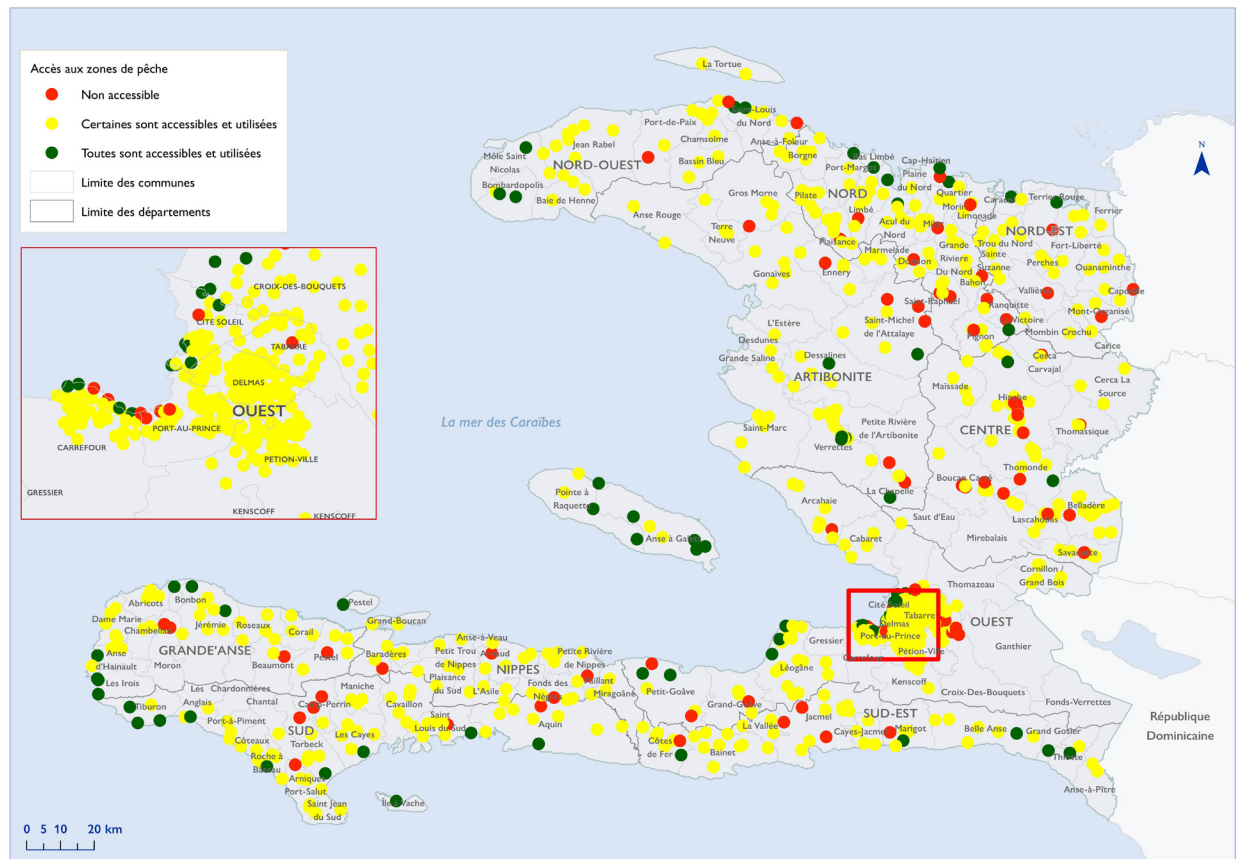 Accès aux zones de pêche
Non accessible
Certaines sont accessibles et utilisées
Toutes sont accessibles et utilisées
Limite des communes
Limite des départements
CROIX-DES-BOUQUETS
CITE SOLEIL
TABARRE
DELMAS
OUEST
PORT-AU-PRINCE
CARREFOUR
PETION-VILLE
GRESSIER
KENSCOFF
KENSCOFF
N
La Tortue
Saint-Louis
du Nord
Port-de-Paix
Jean Rabel
Chamsolme
Anse-à-Foleur
Borgne
Bas Limbé
Port-Margot
Cap-Haïtien
Môle Saint
Nicolas
NORD-OUEST
Bassin Bleu
Plaine
du Nord
Bombardopolis
Baie de Henne
Gros Morne
Pilate
NORD
Quartier
Morin
Limonade
Terrier Rouge
Ferrier
Anse Rouge
Limbé
Acul du
Nord
Milot
NORD-EST
Terre
Neuve
Plaisance
Marmelade
Grande
Riviere
Du Nord
Trou du Nord
Sainte
Suzanne
Fort-Liberté
Perches
Ouanaminthe
Gonaives
Ennery
Dondon
Bahon
Vallières
Capotille
Saint-Raphaël
Ranquitte
Mont-Organisé
L'Estère
Saint-Michel
de l'Attalaye
Victoire
Pignon
Mombin Crochu
Carice
Desdunes
Grande Saline
Dessalines
ARTIBONITE
Cerca
Carvajal
Maïssade
Cerca La
Source
Hinche
La mer des Caraïbes
Saint-Marc
Petite Rivière
de l'Artibonite
Verrettes
CENTRE
Thomassique
Thomonde
Pointe à
Raquette
La Chapelle
Boucan Carré
Arcahaie
Belladère
Lascahobas
Saut d'Eau
Anse à Galets
Cabaret
Mirebalais
Savanette
Cornillon /
Grand Bois
Thomazeau
Abricots
Bonbon
Pestel
Cité Soleil
Tabarre
Dame Marie
Chambellan
Jérémie
Roseaux
Corail
Grand-Boucan
Delmas
Port-au-Prince
OUEST
GRANDE'ANSE
Anse-à-Veau
Gressier
Ganthier
Anse
d'Hainault
Moron
Beaumont
Pestel
Baradères
Petit Trou
de Nippes
Arnaud
Petite Rivière
de Nippes
Carrefour
Pétion-Ville
Les Irois
Les
Anglais
Chardonnières
Chantal
Maniche
Plaisance
du Sud
NIPPES
L'Asile
Fonds des
Nègres
Paillant
Miragoâne
Petit-Goâve
Léogâne
Kenscoff
Croix-Des-Bouquets
Tiburon
Camp-Perrin
Cavaillon
Grand-Goâve
Fonds-Verrettes
Port-à-Piment
SUD
Saint
Louis du Sud
Aquin
La Vallée
Jacmel
SUD-EST
République
Dominicaine
Côteaux
Torbeck
Les Cayes
Côtes
de Fer
Cayes-Jacmel
Marigot
Belle Anse
Grand Gosier
Roche à
Bateau
Bainet
Thiotte
Arniquet
Port-Salut
Saint Jean
du Sud
Île à Vache
Anse-à-Pître
0 5 10 20 km